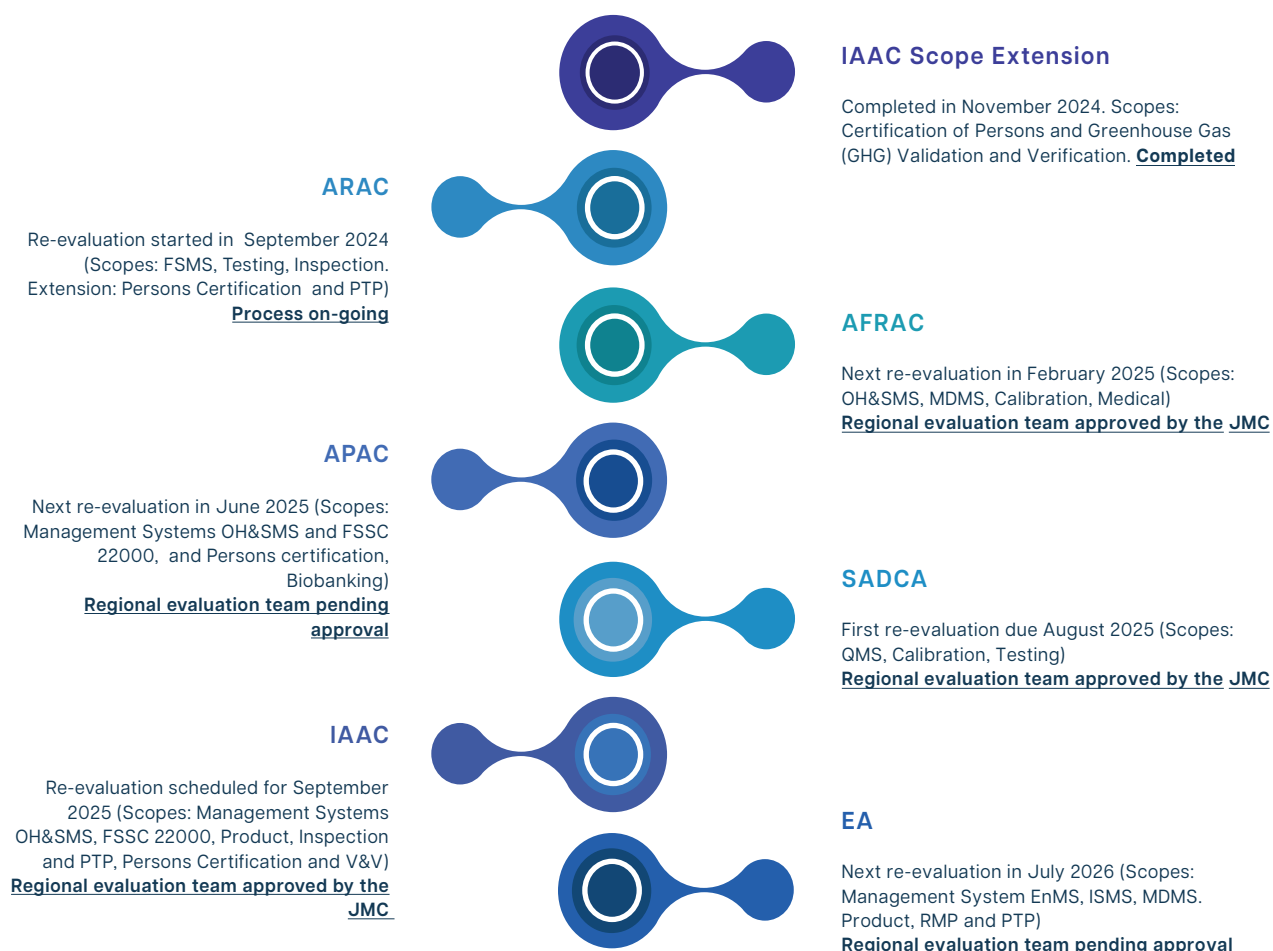 IAAC Scope Extension
Completed in November 2024. Scopes:
Certification of Persons and Greenhouse Gas
(GHG) Validation and Verification. Completed
ARAC
Re-evaluation started in  September 2024
(Scopes: FSMS, Testing, Inspection.
Extension: Persons Certification  and PTP)
Process on-going
AFRAC
Next re-evaluation in February 2025 (Scopes:
OH&SMS, MDMS, Calibration, Medical)
Regional evaluation team approved by the JMC
APAC
Next re-evaluation in June 2025 (Scopes:
Management Systems OH&SMS and FSSC
22000,  and Persons certification,
Biobanking)
Regional evaluation team pending
approval
SADCA
First re-evaluation due August 2025 (Scopes:
QMS, Calibration, Testing)
Regional evaluation team approved by the JMC
IAAC
Re-evaluation scheduled for September
2025 (Scopes: Management Systems
OH&SMS, FSSC 22000, Product, Inspection
and PTP, Persons Certification and V&V)
Regional evaluation team approved by the
JMC
EA
Next re-evaluation in July 2026 (Scopes:
Management System EnMS, ISMS, MDMS.
Product, RMP and PTP)
Regional evaluation team pending approval